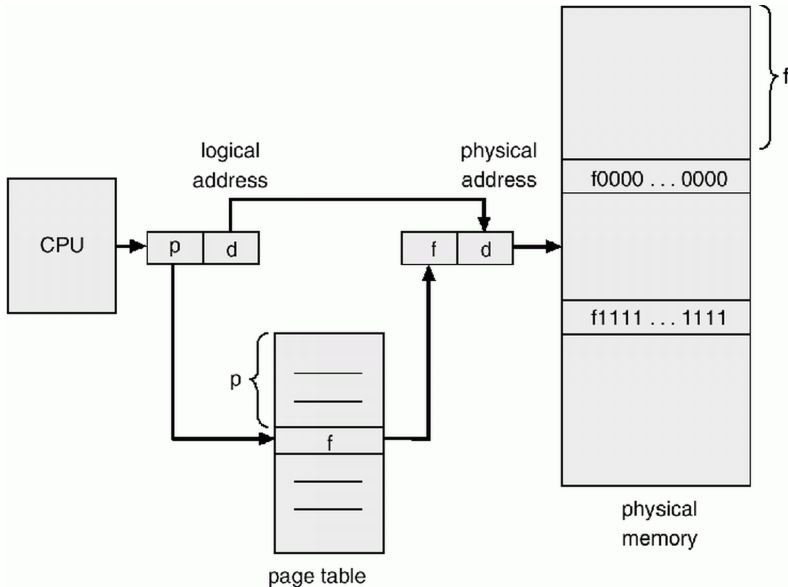 f
logical
address
physical
address
f0000 . . . 0000
CPU
p
d
f
d
f1111 . . . 1111
p
f
physical
memory
page table